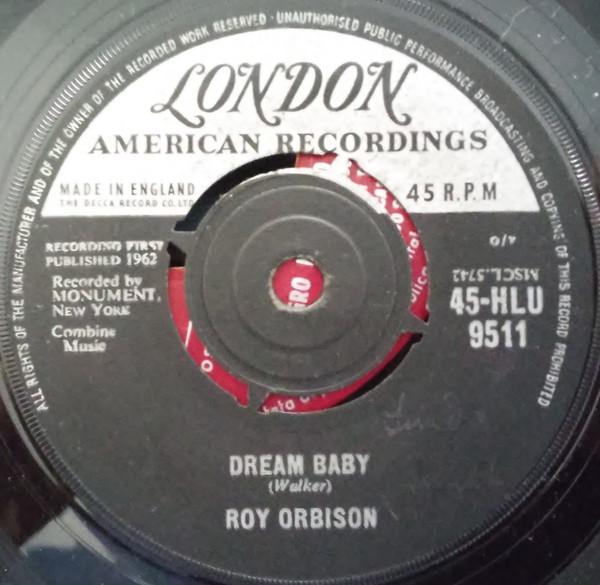 ALL RIGHTS OF THE MANUFACTURER AND OF THE OWNER OF THE RECORDED WORK RESERVED · UNAUTHORISED PUBLIC PERFORMANCE BROADCASTING AND COPYING OF THIS RECORD PROHIBITED
LONDON
AMERICAN RECORDINGS
MADE IN ENGLAND
THE DECCA RECORD CO. LTD
45 R.P.M
RECORDING FIRST
PUBLISHED 1962
Recorded by
MONUMENT,
NEW YORK
Combine
Music
MSCL.5742
45-HLU
9511
DREAM BABY
(Walker)
ROY ORBISON